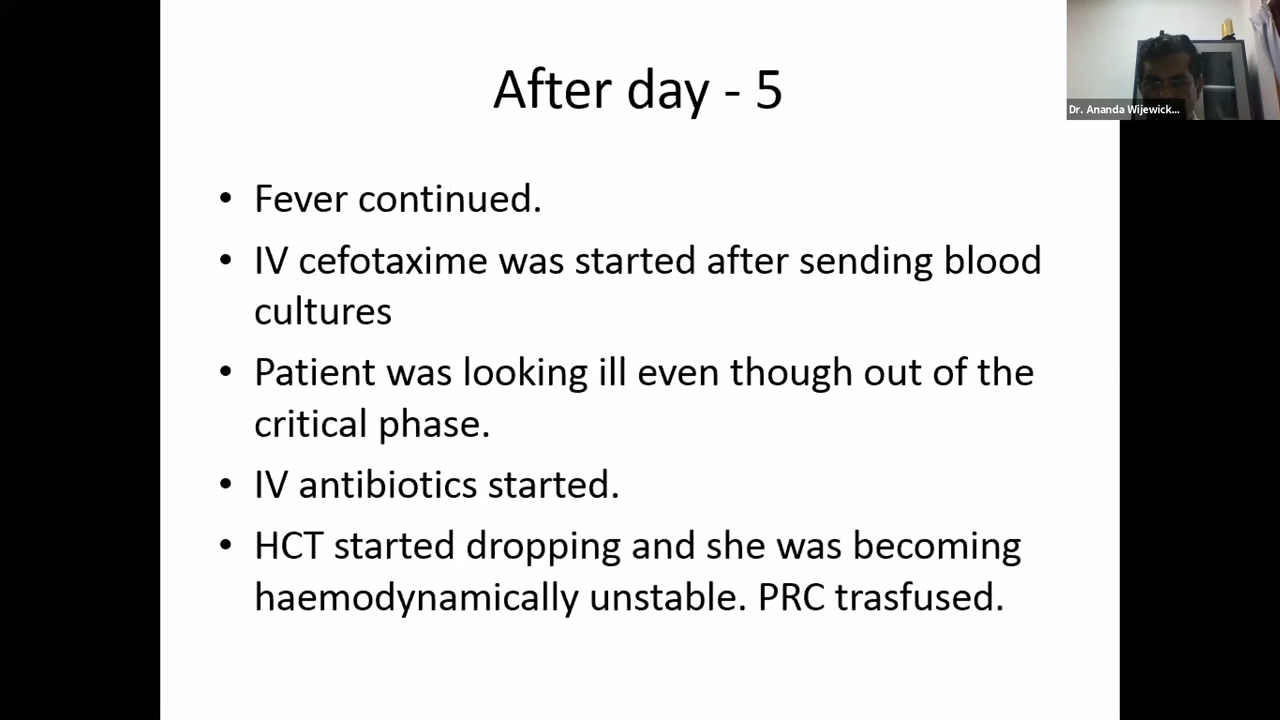 After day - 5
Dr. Ananda Wijewick...
• Fever continued.
• IV cefotaxime was started after sending blood
cultures
• Patient was looking ill even though out of the
critical phase.
• IV antibiotics started.
• HCT started dropping and she was becoming
haemodynamically unstable. PRC trasfused.